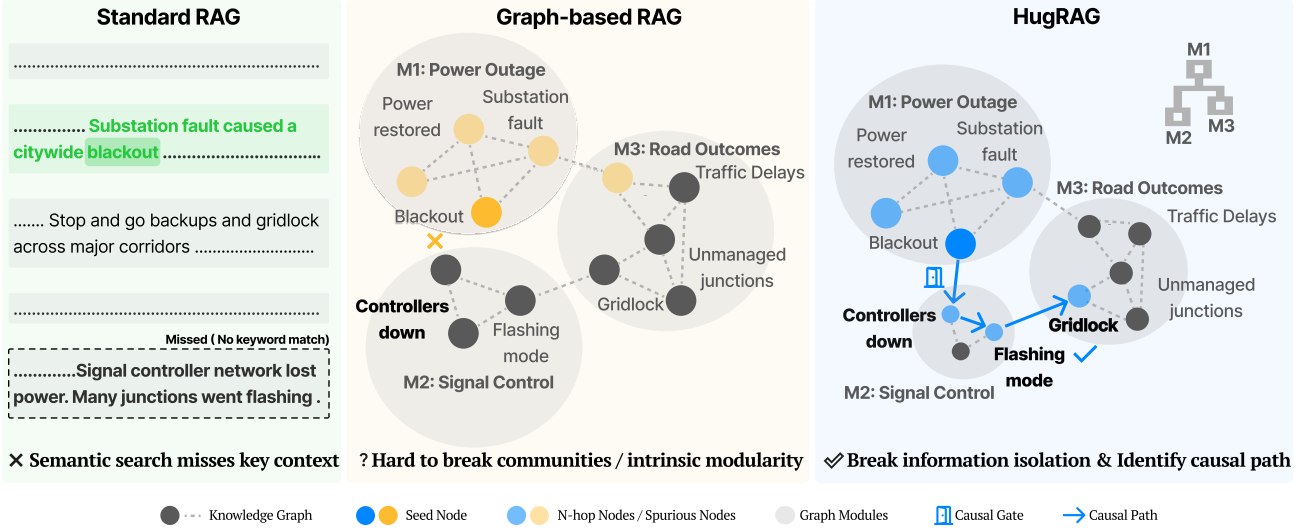 Standard RAG
................................................................................
................ Substation fault caused a
citywide blackout ........................................
....... Stop and go backups and gridlock
across major corridors ..............................
................................................................................
Missed ( No keyword match)
.............Signal controller network lost
power. Many junctions went flashing .
✕ Semantic search misses key context
Graph-based RAG
M1: Power Outage
Power
restored
Substation
fault
Blackout
M3: Road Outcomes
Traffic Delays
Unmanaged
junctions
Gridlock
Controllers
down
Flashing
mode
M2: Signal Control
? Hard to break communities / intrinsic modularity
HugRAG
M1
M2
M3
M1: Power Outage
Power
restored
Substation
fault
Blackout
M3: Road Outcomes
Traffic Delays
Unmanaged
junctions
Gridlock
Controllers
down
Flashing
mode
M2: Signal Control
✓ Break information isolation & Identify causal path
Knowledge Graph
Seed Node
N-hop Nodes / Spurious Nodes
Graph Modules
Causal Gate
Causal Path